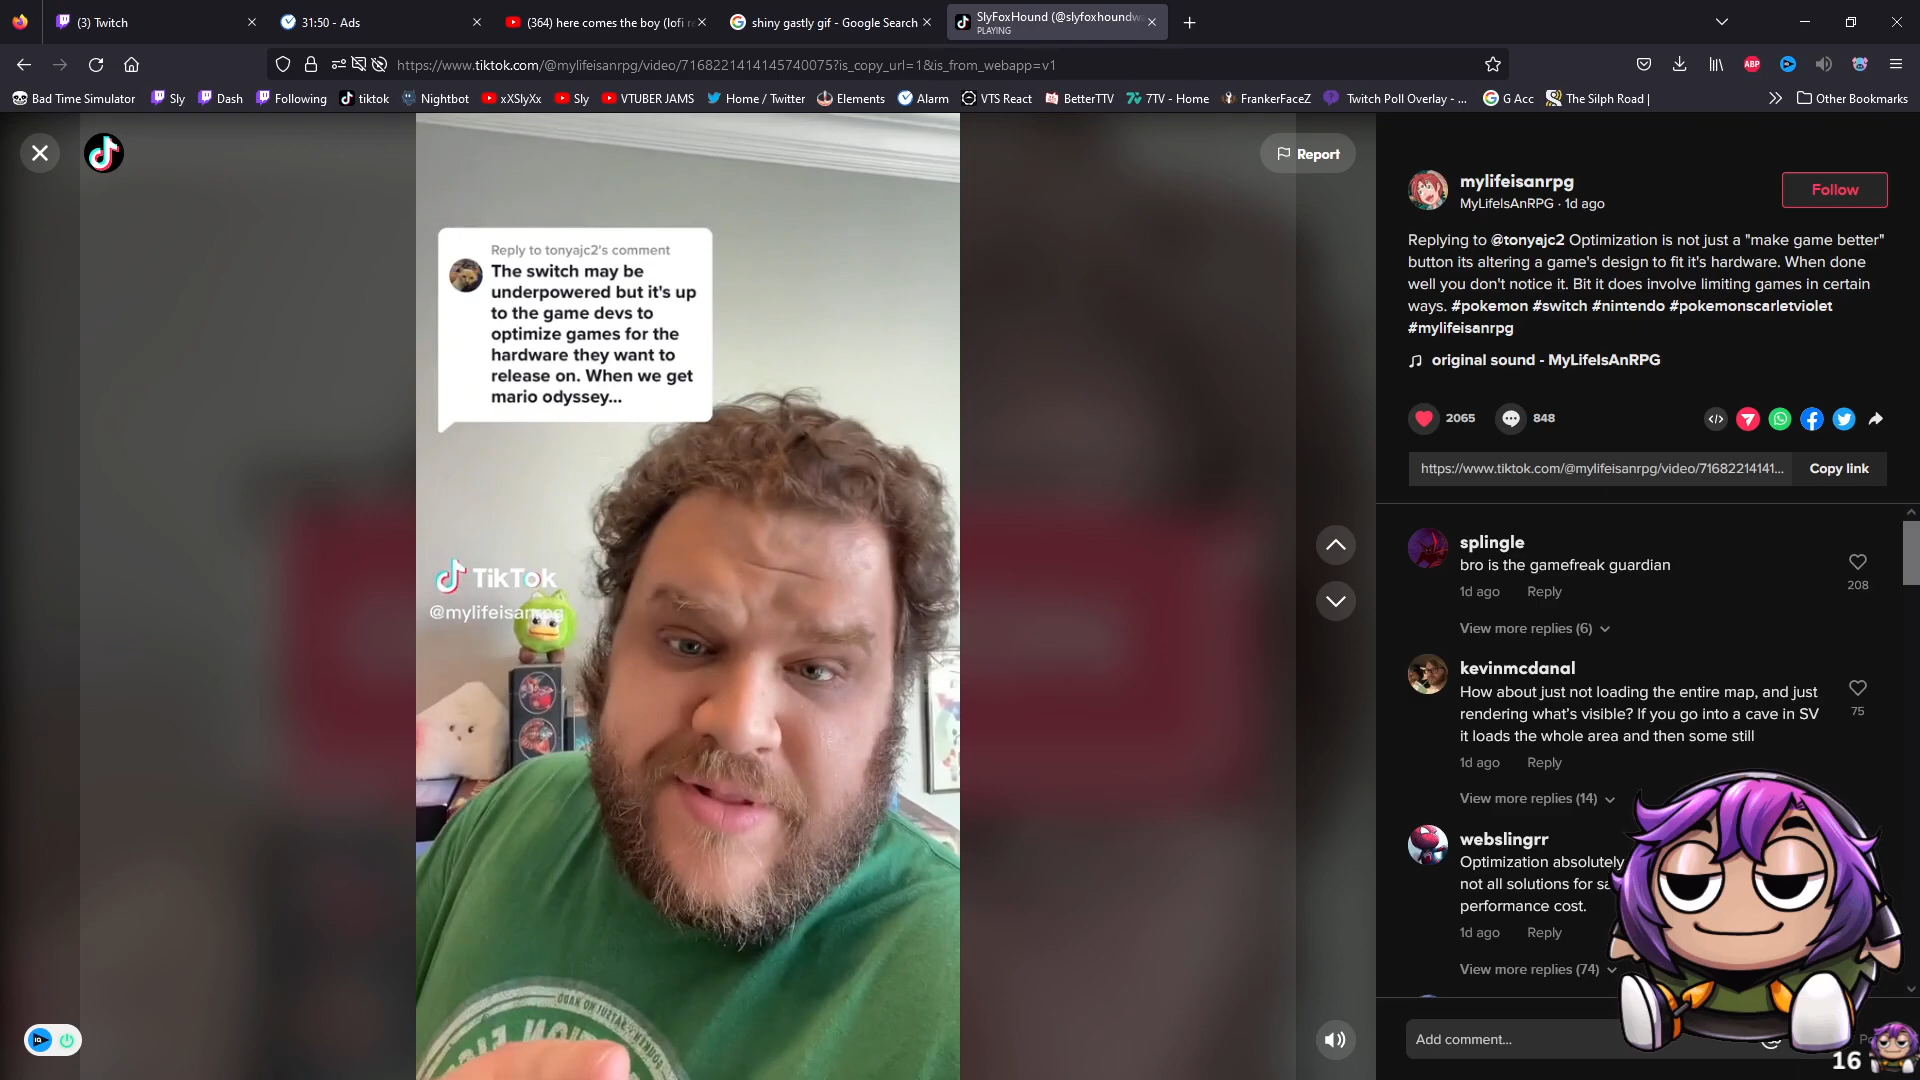 (3) Twitch
31:50 - Ads
(364) here comes the boy (lofi re
shiny gastly gif - Google Search
SlyFoxHound (@slyfoxhoundw
PLAYING
https://www.tiktok.com/@mylifeisanrpg/video/7168221414145740075?is_copy_url=1&is_from_webapp=v1
Bad Time Simulator
Sly
Dash
Following
tiktok
Nightbot
xXSlyXx
Sly
VTUBER JAMS
Home / Twitter
Elements
Alarm
VTS React
BetterTTV
7TV - Home
FrankerFaceZ
Twitch Poll Overlay - ...
G Acc
The Silph Road |
Other Bookmarks
Report
Reply to tonyajc2's comment
The switch may be
underpowered but it's up
to the game devs to
optimize games for the
hardware they want to
release on. When we get
mario odyssey...
TikTok
@mylifeisanrpg
mylifeisanrpg
MyLifeIsAnRPG · 1d ago
Follow
Replying to @tonyajc2 Optimization is not just a "make game better"
button its altering a game's design to fit it's hardware. When done
well you don't notice it. Bit it does involve limiting games in certain
ways. #pokemon #switch #nintendo #pokemonscarletviolet
#mylifeisanrpg
original sound - MyLifeIsAnRPG
2065
848
https://www.tiktok.com/@mylifeisanrpg/video/71682214141...
Copy link
splingle
bro is the gamefreak guardian
1d ago Reply
208
View more replies (6)
kevinmcdanal
How about just not loading the entire map, and just
rendering what's visible? If you go into a cave in SV
it loads the whole area and then some still
75
1d ago Reply
View more replies (14)
webslingrr
Optimization absolutely
not all solutions for sa
performance cost.
1d ago Reply
View more replies (74)
Add comment...
16